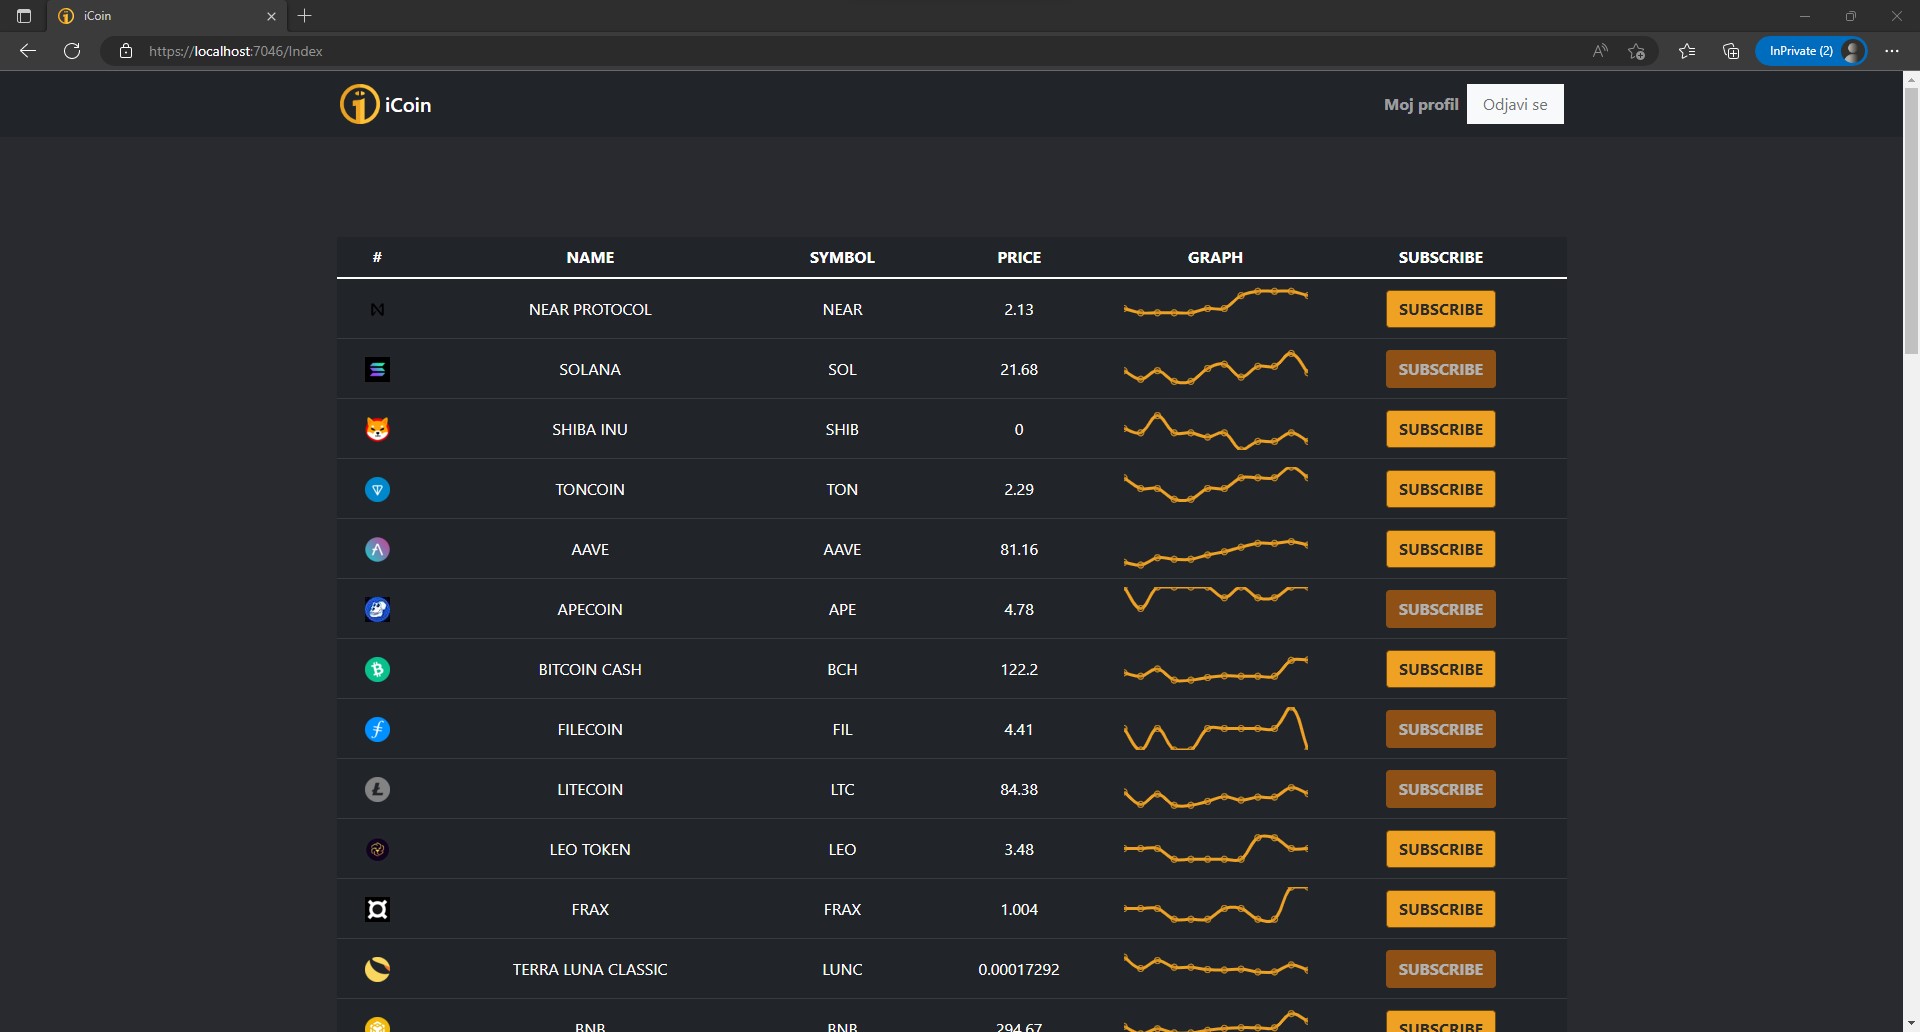 iCoin
https://localhost:7046/Index
InPrivate (2)
iCoin
Moj profil
Odjavi se
# NAME SYMBOL PRICE GRAPH SUBSCRIBE
NEAR PROTOCOL NEAR 2.13 SUBSCRIBE
SOLANA SOL 21.68 SUBSCRIBE
SHIBA INU SHIB 0 SUBSCRIBE
TONCOIN TON 2.29 SUBSCRIBE
AAVE AAVE 81.16 SUBSCRIBE
APECOIN APE 4.78 SUBSCRIBE
BITCOIN CASH BCH 122.2 SUBSCRIBE
FILECOIN FIL 4.41 SUBSCRIBE
LITECOIN LTC 84.38 SUBSCRIBE
LEO TOKEN LEO 3.48 SUBSCRIBE
FRAX FRAX 1.004 SUBSCRIBE
TERRA LUNA CLASSIC LUNC 0.00017292 SUBSCRIBE
BNB BNB 294.67 SUBSCRIBE